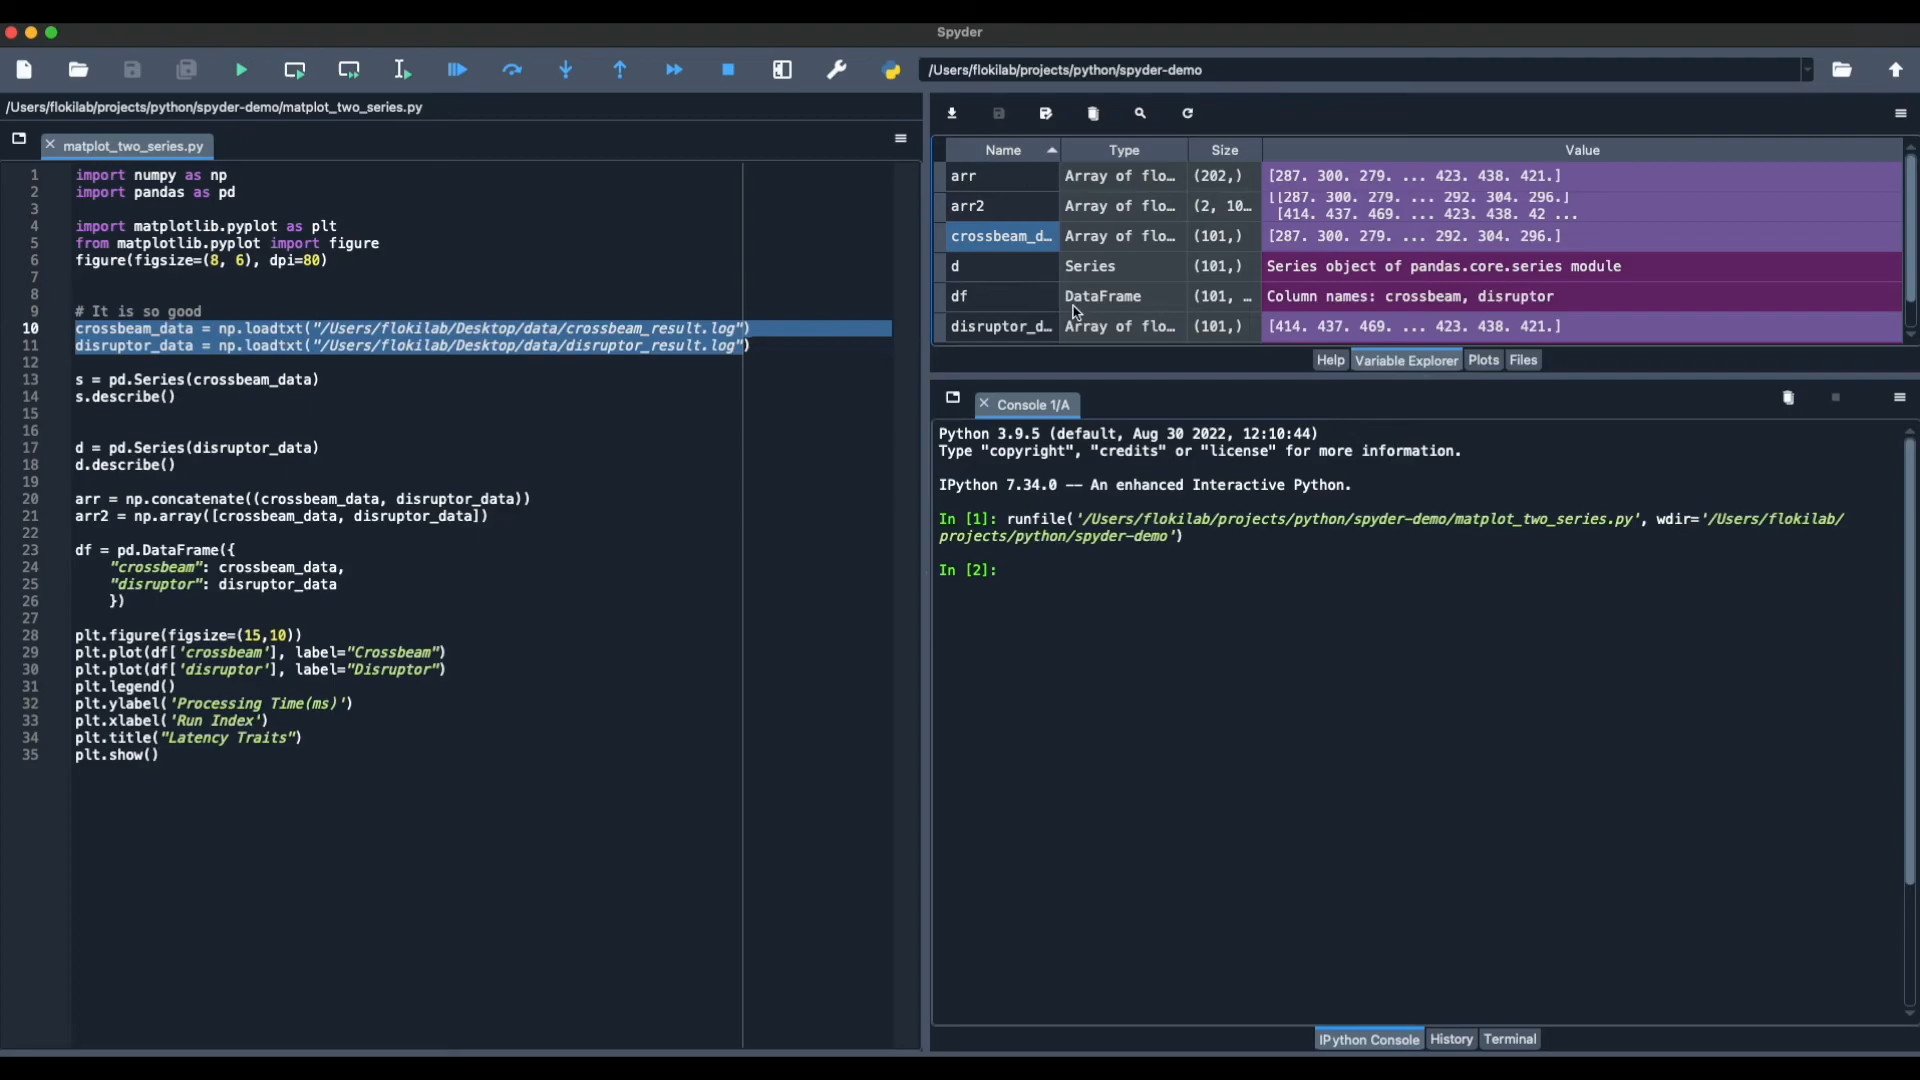 Spyder
/Users/flokilab/projects/python/spyder-demo
/Users/flokilab/projects/python/spyder-demo/matplot_two_series.py
matplot_two_series.py
1 import numpy as np
2 import pandas as pd
3
4 import matplotlib.pyplot as plt
5 from matplotlib.pyplot import figure
6 figure(figsize=(8, 6), dpi=80)
7
8
9 # It is so good
10 crossbeam_data = np.loadtxt("/Users/flokilab/Desktop/data/crossbeam_result.log")
11 disruptor_data = np.loadtxt("/Users/flokilab/Desktop/data/disruptor_result.log")
12
13 s = pd.Series(crossbeam_data)
14 s.describe()
15
16
17 d = pd.Series(disruptor_data)
18 d.describe()
19
20 arr = np.concatenate((crossbeam_data, disruptor_data))
21 arr2 = np.array([crossbeam_data, disruptor_data])
22
23 df = pd.DataFrame({
24 "crossbeam": crossbeam_data,
25 "disruptor": disruptor_data
26 })
27
28 plt.figure(figsize=(15,10))
29 plt.plot(df['crossbeam'], label="Crossbeam")
30 plt.plot(df['disruptor'], label="Disruptor")
31 plt.legend()
32 plt.ylabel('Processing Time(ms)')
33 plt.xlabel('Run Index')
34 plt.title("Latency Traits")
35 plt.show()
Name Type Size Value
arr Array of flo… (202,) [287. 300. 279. ... 423. 438. 421.]
arr2 Array of flo… (2, 10… [[287. 300. 279. ... 292. 304. 296.]
[414. 437. 469. ... 423. 438. 42 ...
crossbeam_d… Array of flo… (101,) [287. 300. 279. ... 292. 304. 296.]
d Series (101,) Series object of pandas.core.series module
df DataFrame (101, … Column names: crossbeam, disruptor
disruptor_d… Array of flo… (101,) [414. 437. 469. ... 423. 438. 421.]
Help Variable Explorer Plots Files
Console 1/A
Python 3.9.5 (default, Aug 30 2022, 12:10:44)
Type "copyright", "credits" or "license" for more information.
IPython 7.34.0 -- An enhanced Interactive Python.
In [1]: runfile('/Users/flokilab/projects/python/spyder-demo/matplot_two_series.py', wdir='/Users/flokilab/
projects/python/spyder-demo')
In [2]:
IPython Console History Terminal